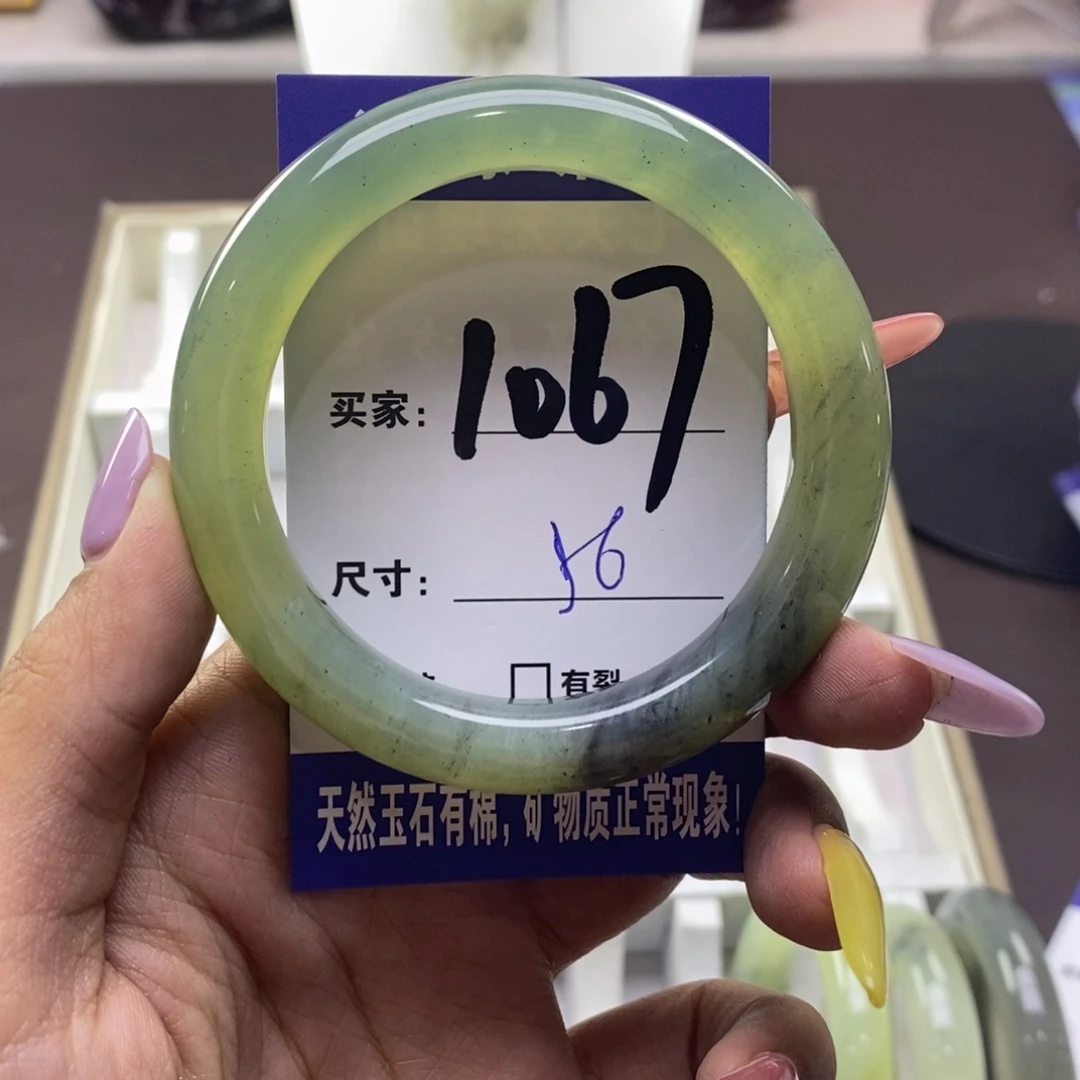 买家: 1067
尺寸: 56
有裂
天然玉石有棉,矿物质正常现象!